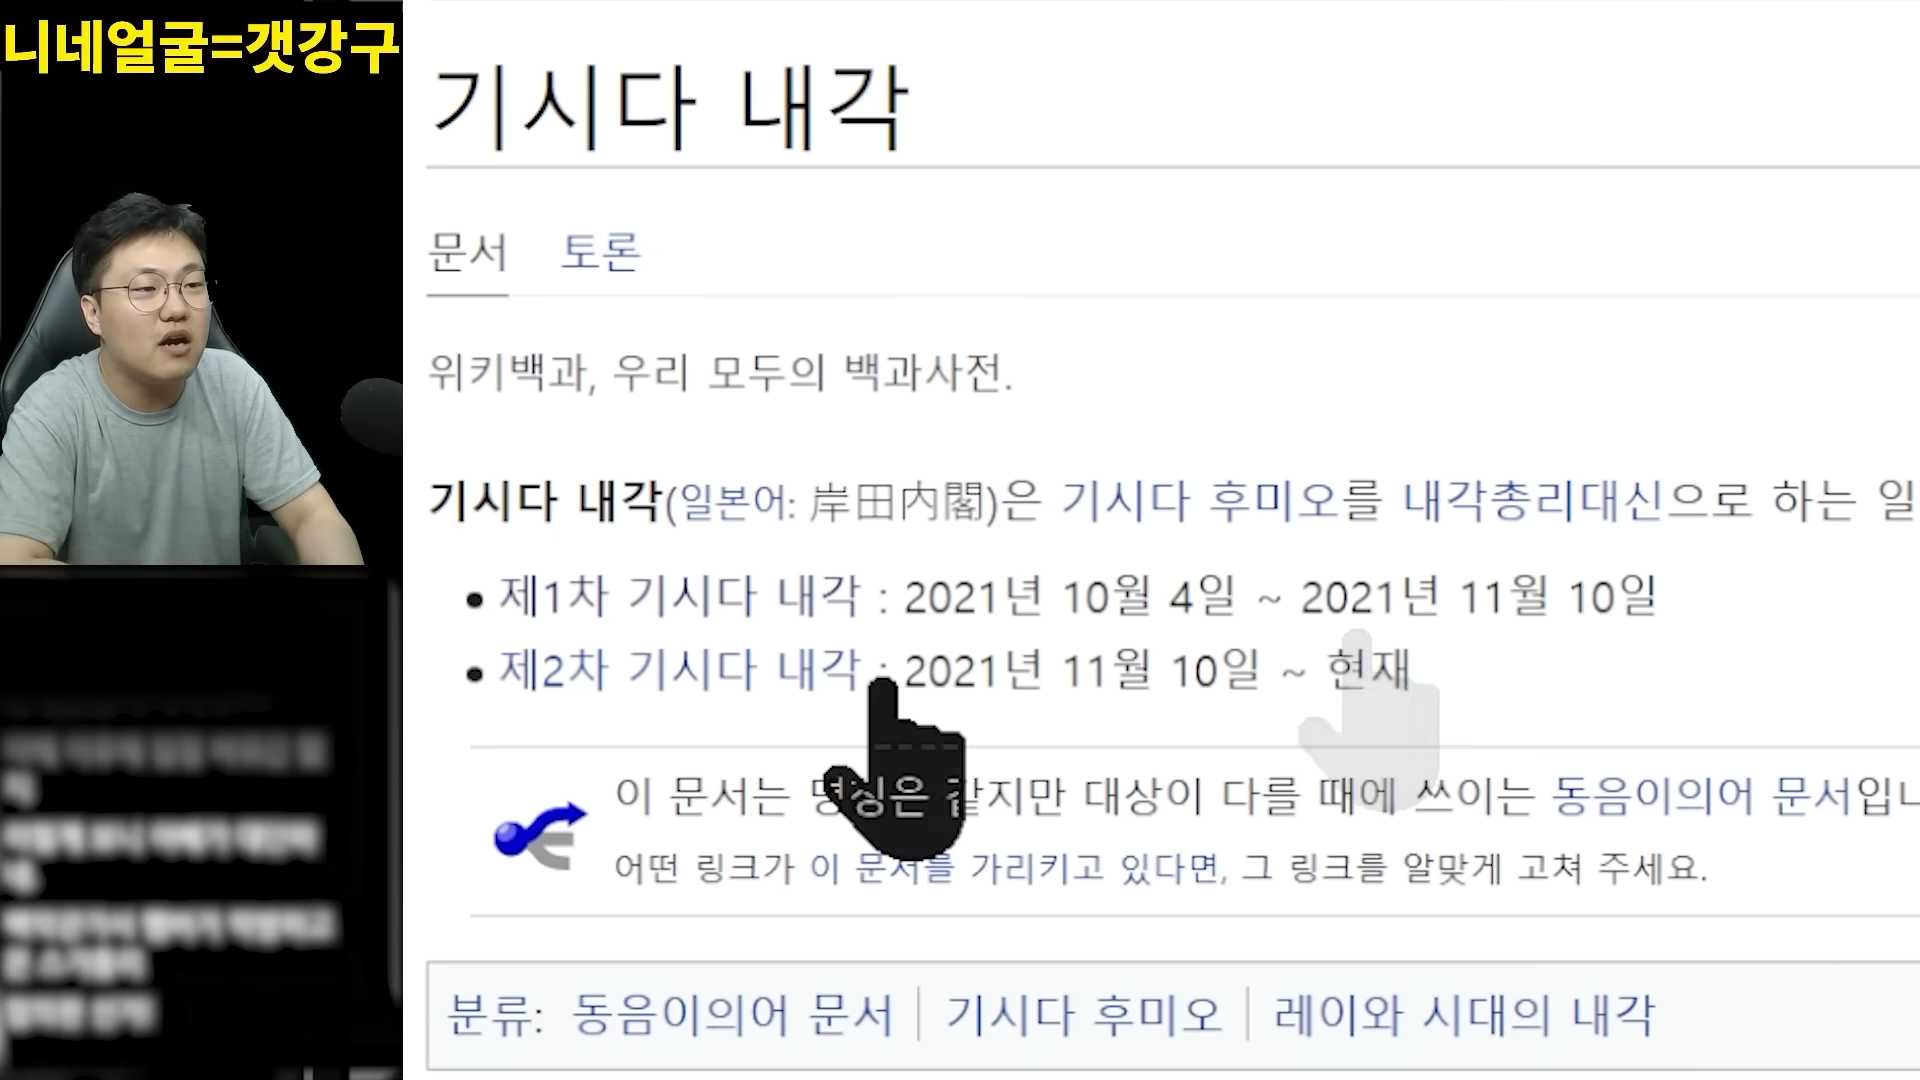 니네얼굴=갯강구
기시다 내각
문서 토론
위키백과, 우리 모두의 백과사전.
기시다 내각(일본어: 岸田内閣)은 기시다 후미오를 내각총리대신으로 하는 일
• 제1차 기시다 내각 : 2021년 10월 4일 ~ 2021년 11월 10일
• 제2차 기시다 내각 : 2021년 11월 10일 ~ 현재
이 문서는 명칭은 같지만 대상이 다를 때에 쓰이는 동음이의어 문서입니
어떤 링크가 이 문서를 가리키고 있다면, 그 링크를 알맞게 고쳐 주세요.
분류: 동음이의어 문서 | 기시다 후미오 | 레이와 시대의 내각